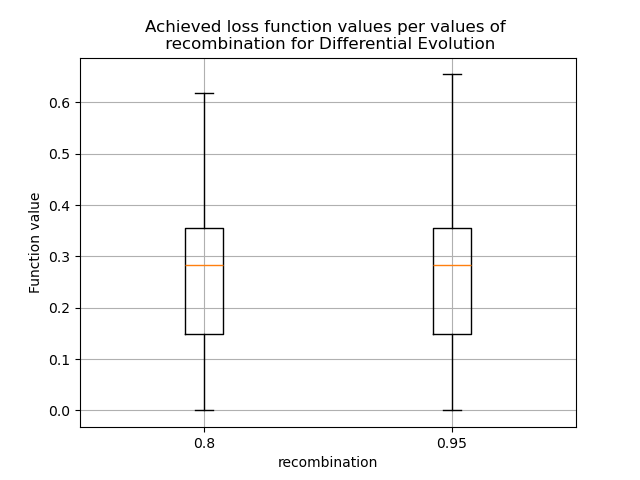 Achieved loss function values per values of
recombination for Differential Evolution
Function value
0.6
0.5
0.4
0.3
0.2
0.1
0.0
0.8
0.95
recombination